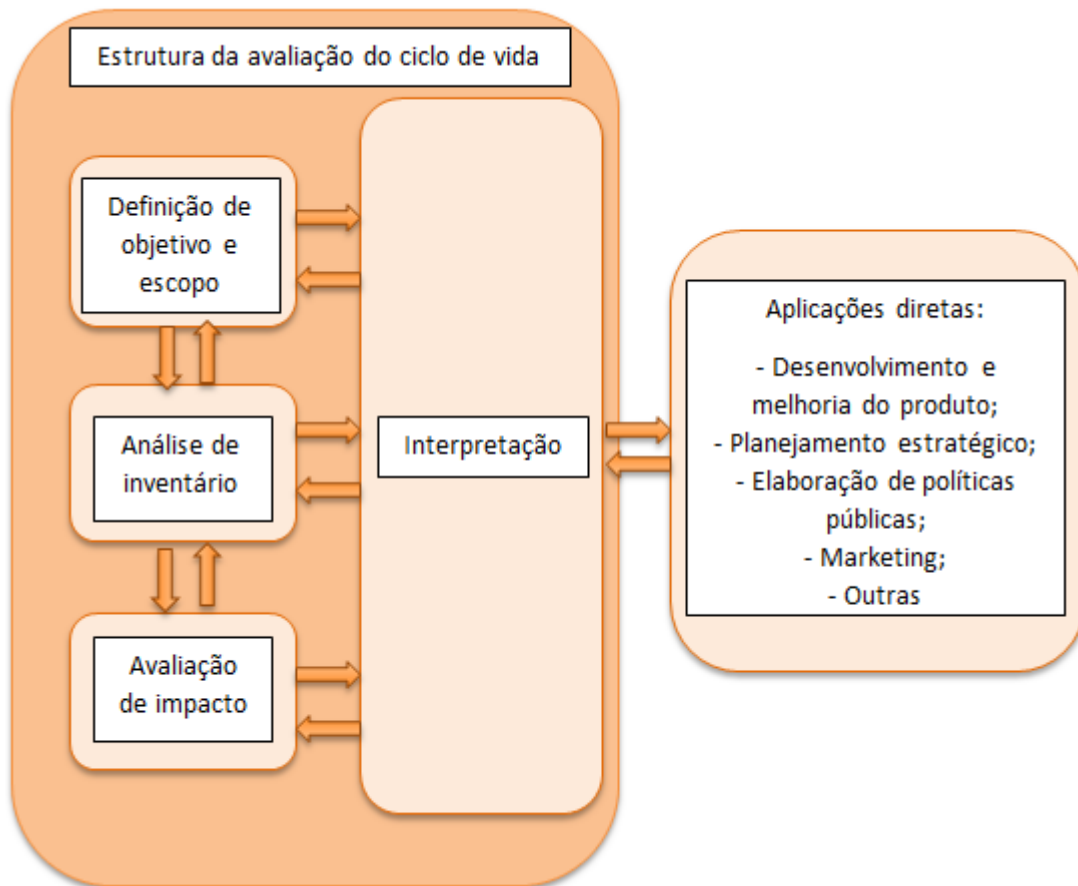 Estrutura da avaliação do ciclo de vida
Definição de
objetivo e
escopo
Análise de
inventário
Avaliação
de impacto
Interpretação
Aplicações diretas:
- Desenvolvimento e
melhoria do produto;
- Planejamento estratégico;
- Elaboração de políticas
públicas;
- Marketing;
- Outras